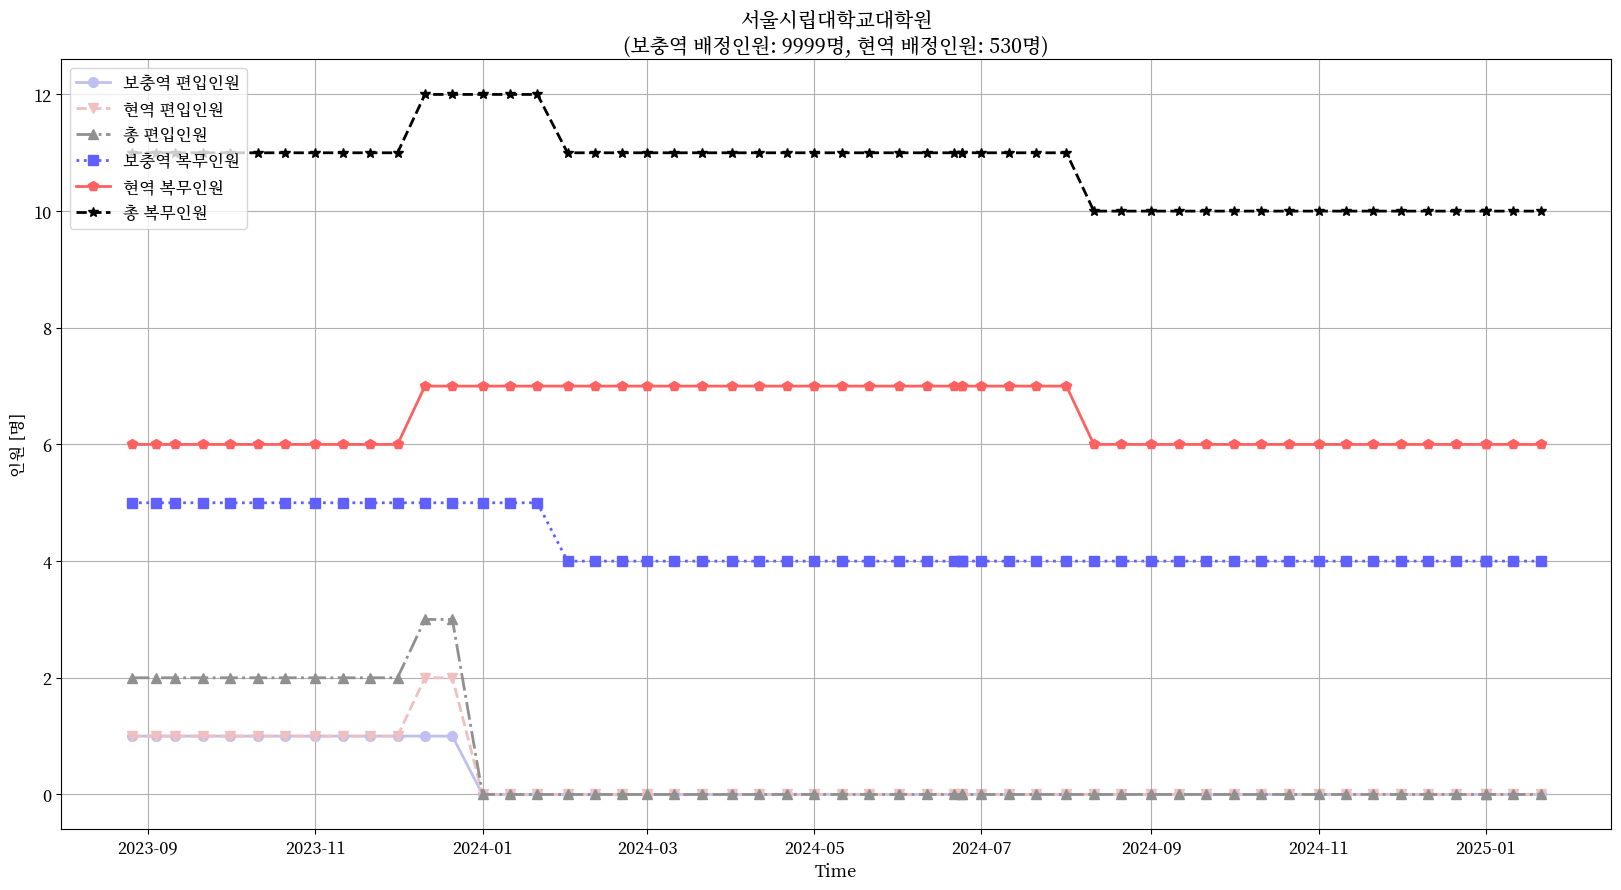 서울시립대학교대학원
(보충역 배정인원: 9999명, 현역 배정인원: 530명)
보충역 편입인원
현역 편입인원
총 편입인원
보충역 복무인원
현역 복무인원
총 복무인원
12
10
8
6
4
2
0
인원 [명]
2023-09 2023-11 2024-01 2024-03 2024-05 2024-07 2024-09 2024-11 2025-01
Time